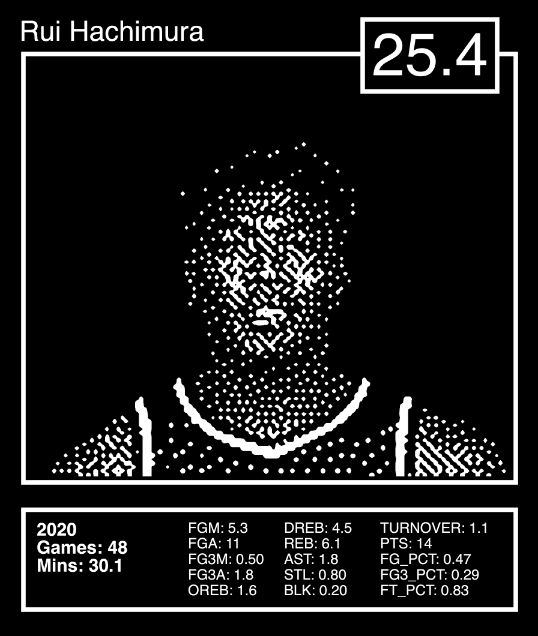 Rui Hachimura
25.4
2020
Games: 48
Mins: 30.1
FGM: 5.3
FGA: 11
FG3M: 0.50
FG3A: 1.8
OREB: 1.6
DREB: 4.5
REB: 6.1
AST: 1.8
STL: 0.80
BLK: 0.20
TURNOVER: 1.1
PTS: 14
FG_PCT: 0.47
FG3_PCT: 0.29
FT_PCT: 0.83